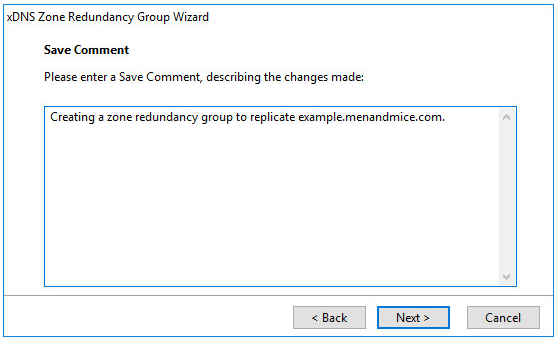 xDNS Zone Redundancy Group Wizard
Save Comment
Please enter a Save Comment, describing the changes made:
Creating a zone redundancy group to replicate example.menandmice.com.
< Back
Next >
Cancel